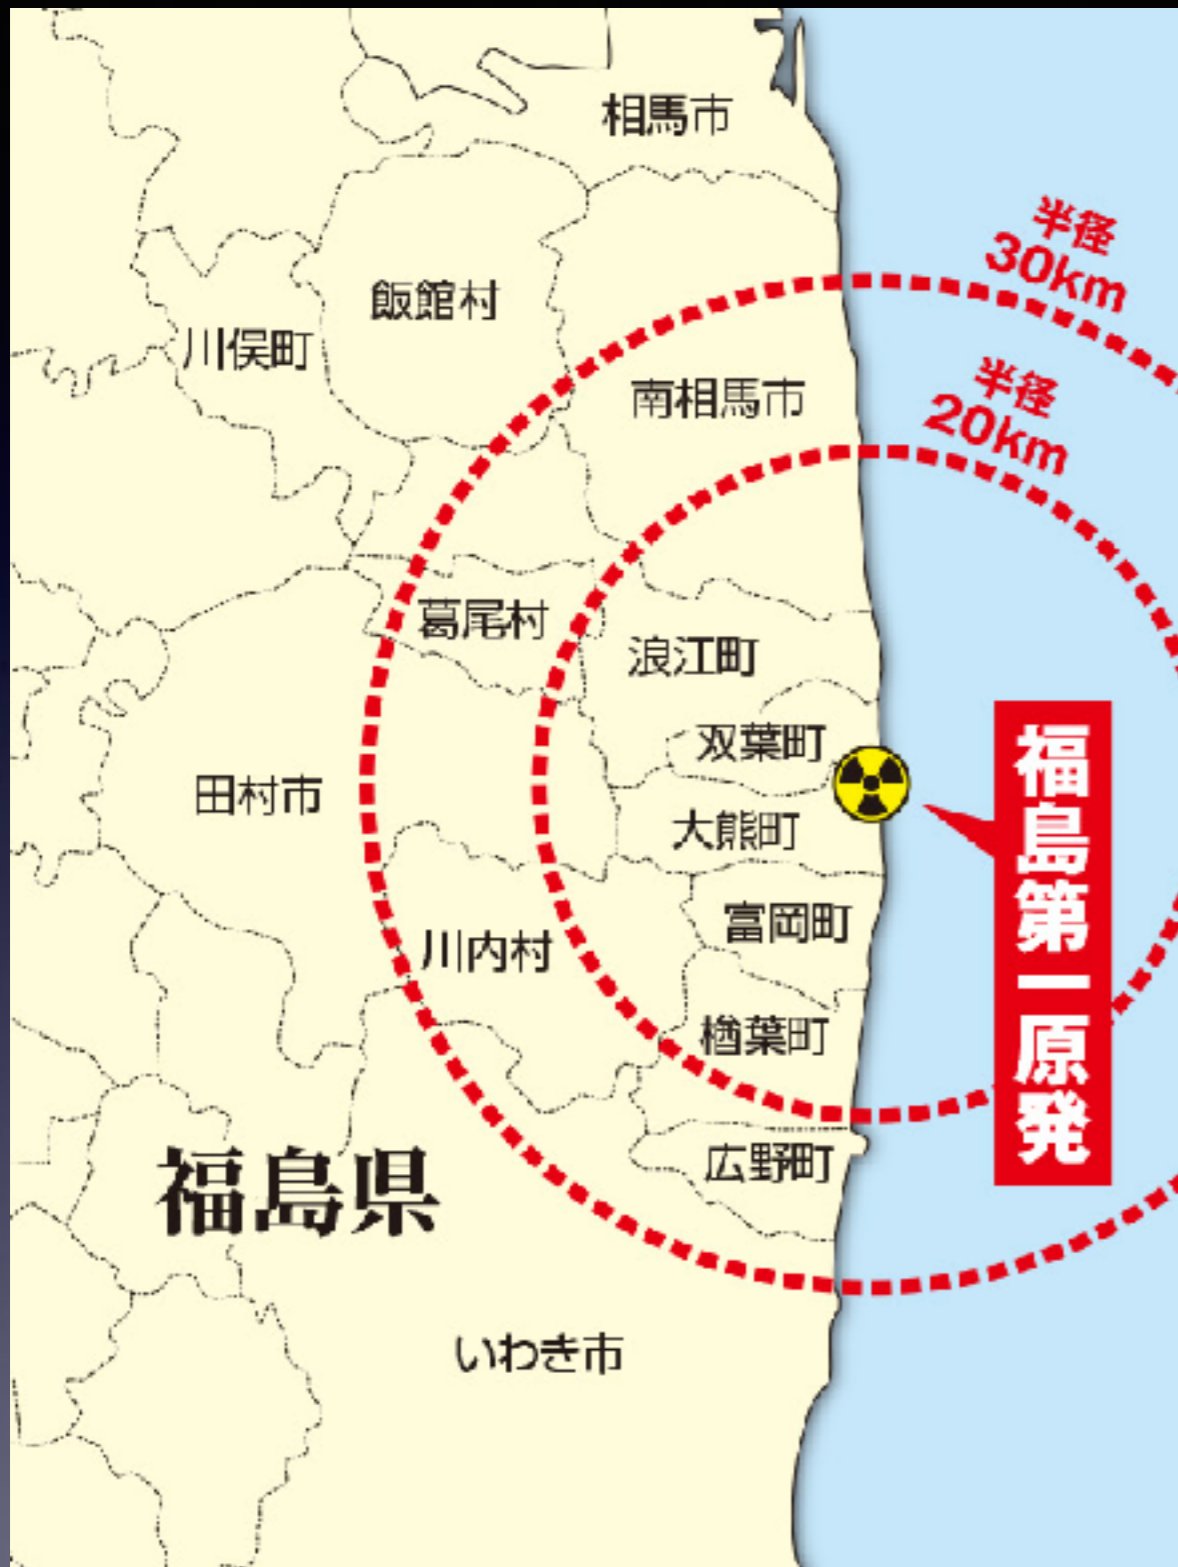 相馬市
半径
30km
飯館村
川俣町
半径
20km
南相馬市
葛尾村
浪江町
双葉町
田村市
大熊町
福島第一原発
富岡町
川内村
楢葉町
広野町
福島県
いわき市